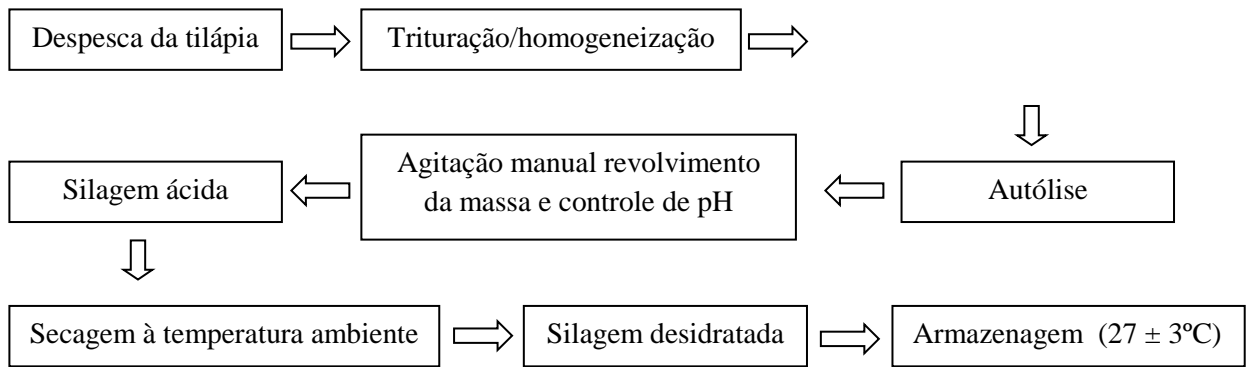 Despesca da tilápia
Trituração/homogeneização
Agitação manual revolvimento
da massa e controle de pH
Silagem ácida
Autólise
Secagem à temperatura ambiente
Silagem desidratada
Armazenagem (27 ± 3ºC)